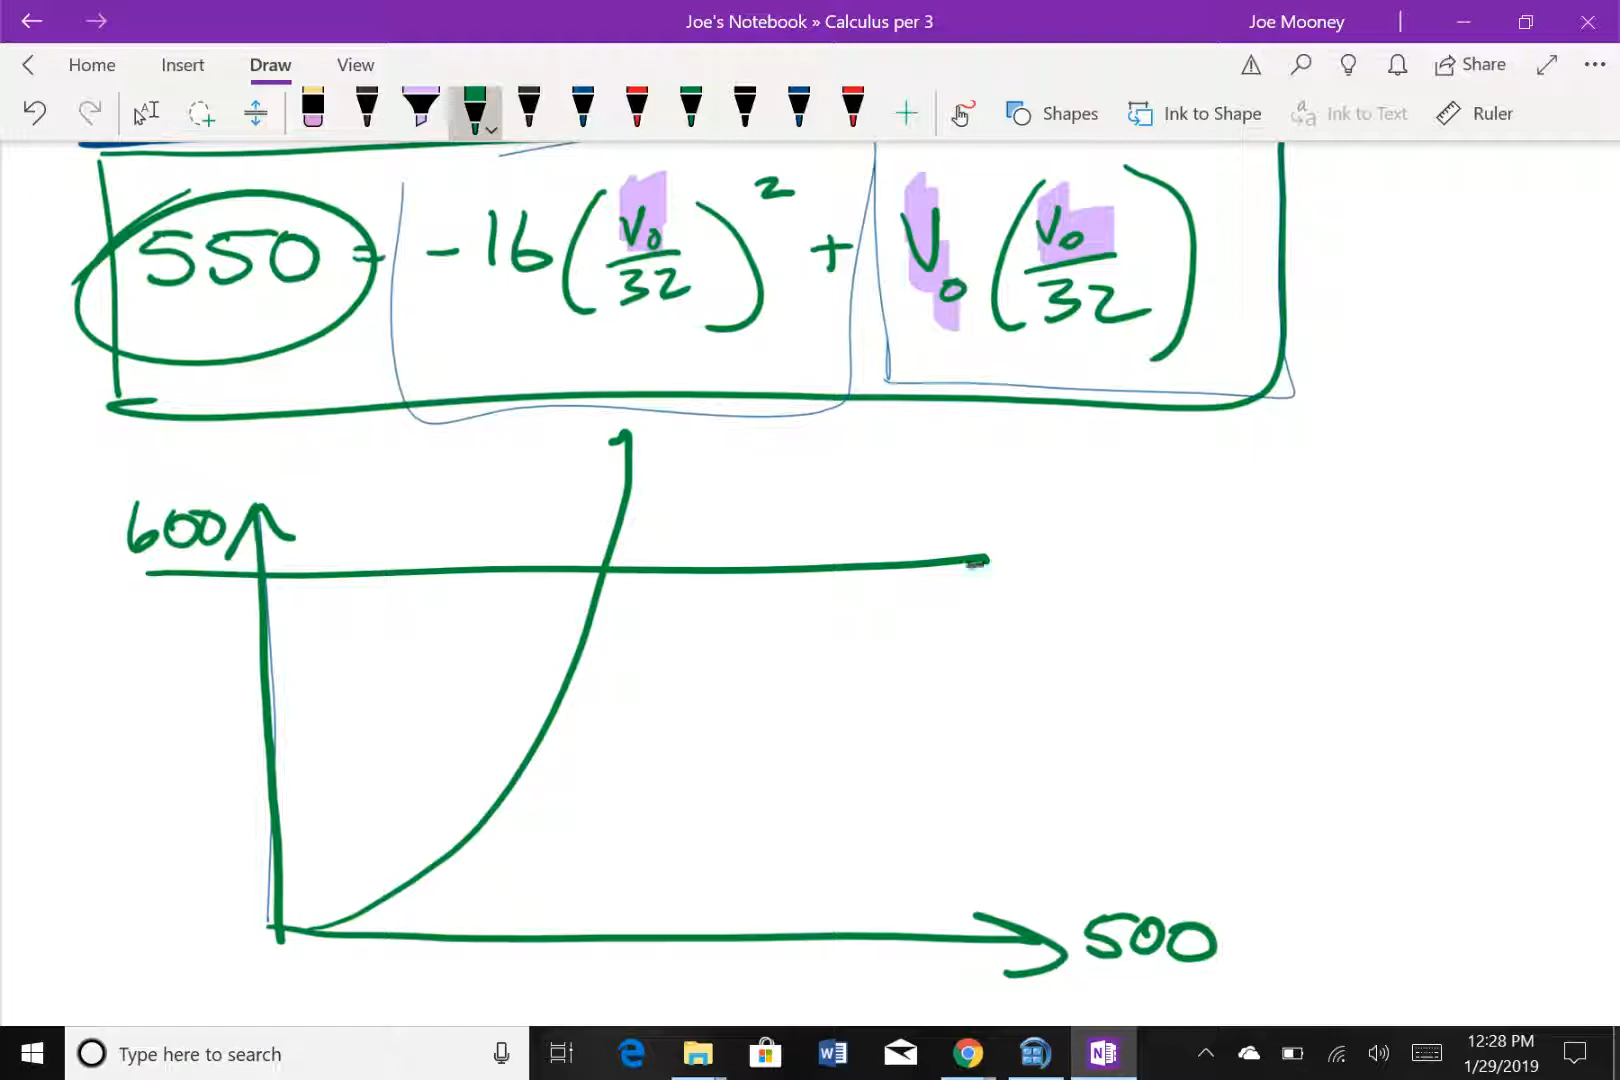 Joe's Notebook » Calculus per 3
Joe Mooney
Home Insert Draw View
Share
Shapes Ink to Shape Ink to Text Ruler
550 = -16(v₀/32)² + V₀(v₀/32)
600
500
Type here to search
12:28 PM
1/29/2019